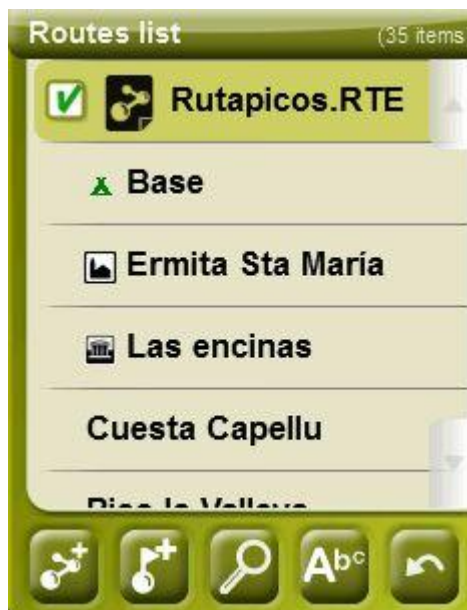 Routes list (35 items
Rutapicos.RTE
Base
Ermita Sta María
Las encinas
Cuesta Capellu
Abc